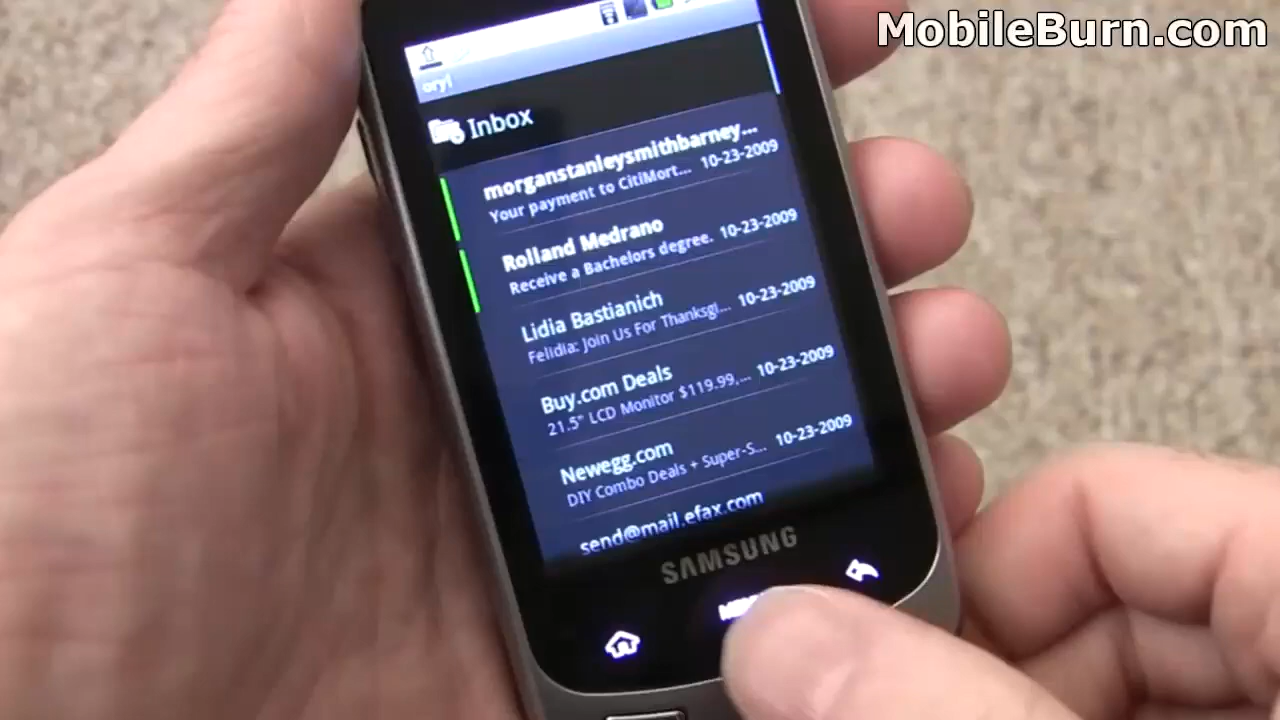 MobileBurn.com
oryl
Inbox
morganstanleysmithbarney...
Your payment to CitiMort... 10-23-2009
Rolland Medrano
Receive a Bachelors degree. 10-23-2009
Lidia Bastianich
Felidia: Join Us For Thanksgi... 10-23-2009
Buy.com Deals
21.5" LCD Monitor $119.99,... 10-23-2009
Newegg.com
DIY Combo Deals + Super-S... 10-23-2009
send@mail.efax.com
SAMSUNG